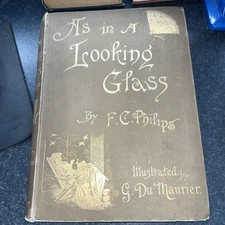 As in A
Looking
Glass
By F.C. Philips
Illustrated by
G. Du Maurier.